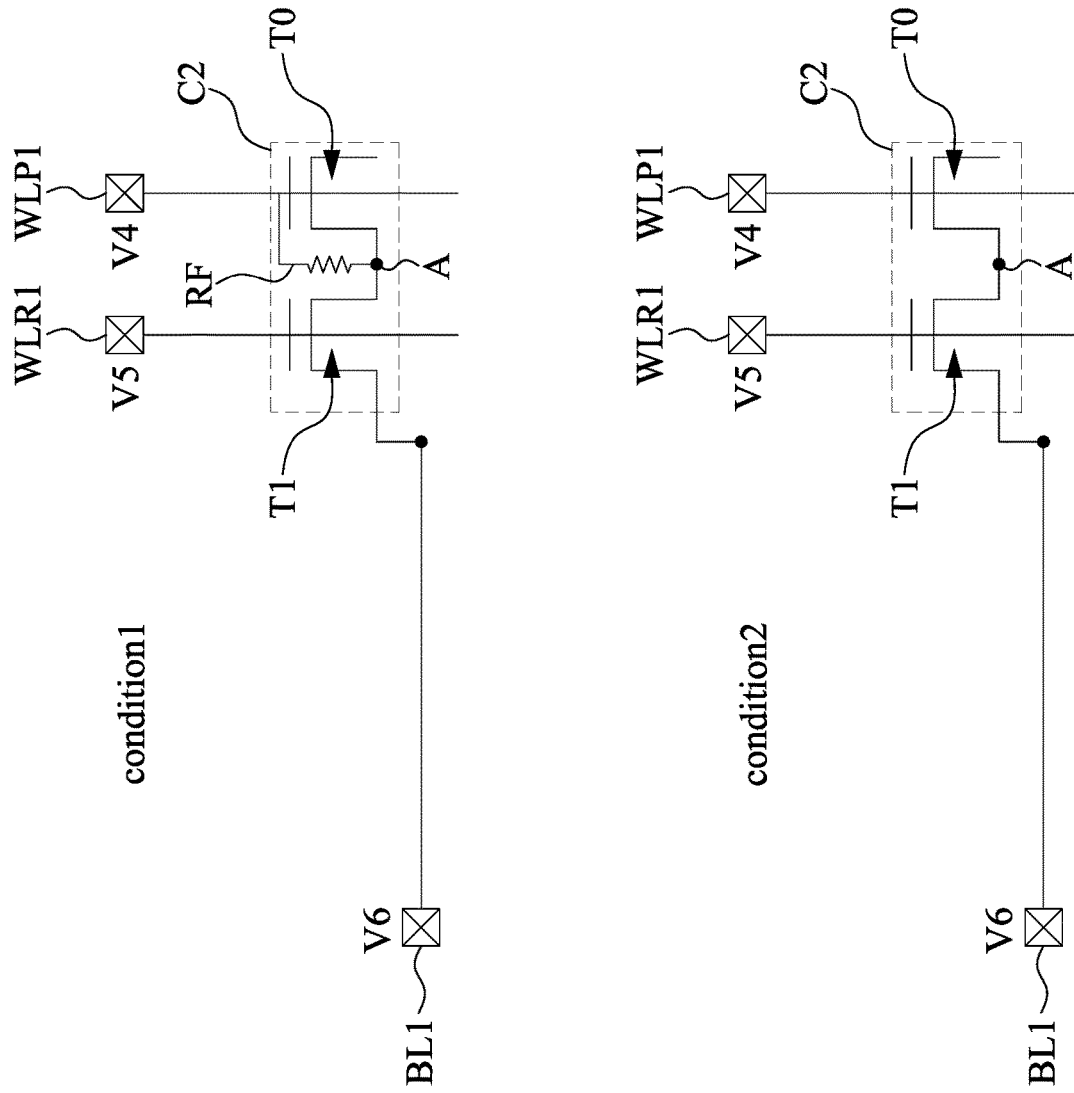 condition1
WLP1
V4
WLR1
V5
C2
T0
RF
A
T1
V6
BL1
condition2
WLP1
V4
WLR1
V5
C2
T0
A
T1
V6
BL1